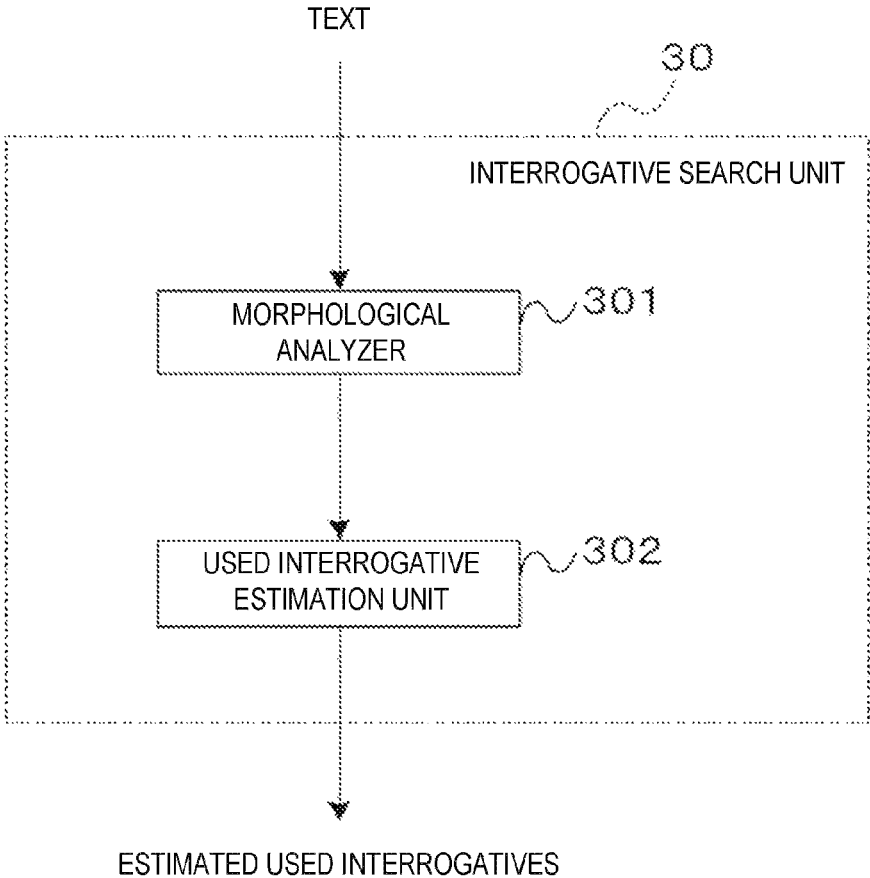 TEXT
30
INTERROGATIVE SEARCH UNIT
MORPHOLOGICAL
ANALYZER
301
USED INTERROGATIVE
ESTIMATION UNIT
302
ESTIMATED USED INTERROGATIVES